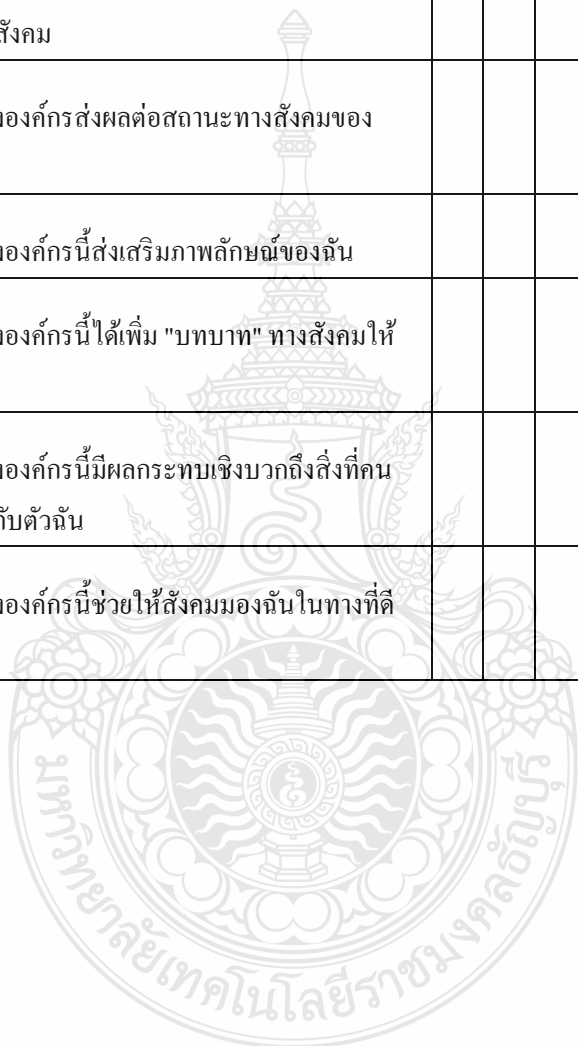 สังคม
องค์กรส่งผลต่อสถานะทางสังคมของ
องค์กรนี้ส่งเสริมภาพลักษณ์ของฉัน
องค์กรนี้ได้เพิ่ม "บทบาท" ทางสังคมให้
องค์กรนี้มีผลกระทบเชิงบวกถึงสิ่งที่คน
กับตัวฉัน
องค์กรนี้ช่วยให้สังคมมองฉันในทางที่ดี
มหาวิทยาลัยเทคโนโลยีราชมงคลธัญบุรี